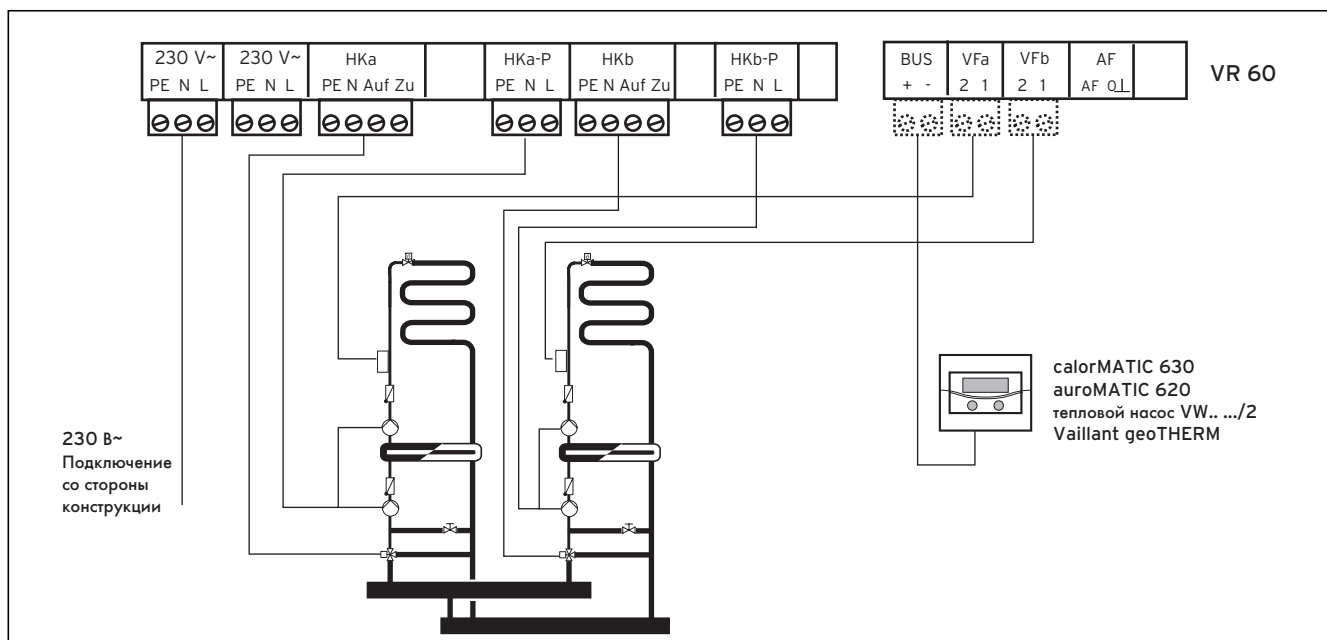 230 V~ 230 V~ HKa HKa-P HKb HKb-P
PE N L PE N L PE N Auf Zu PE N L PE N Auf Zu PE N L
BUS VFa VFb AF
+ - 2 1 2 1 AF 0
VR 60
calorMATIC 630
auroMATIC 620
тепловой насос VW.. .../2
Vaillant geoTHERM
230 В~
Подключение
со стороны
конструкции